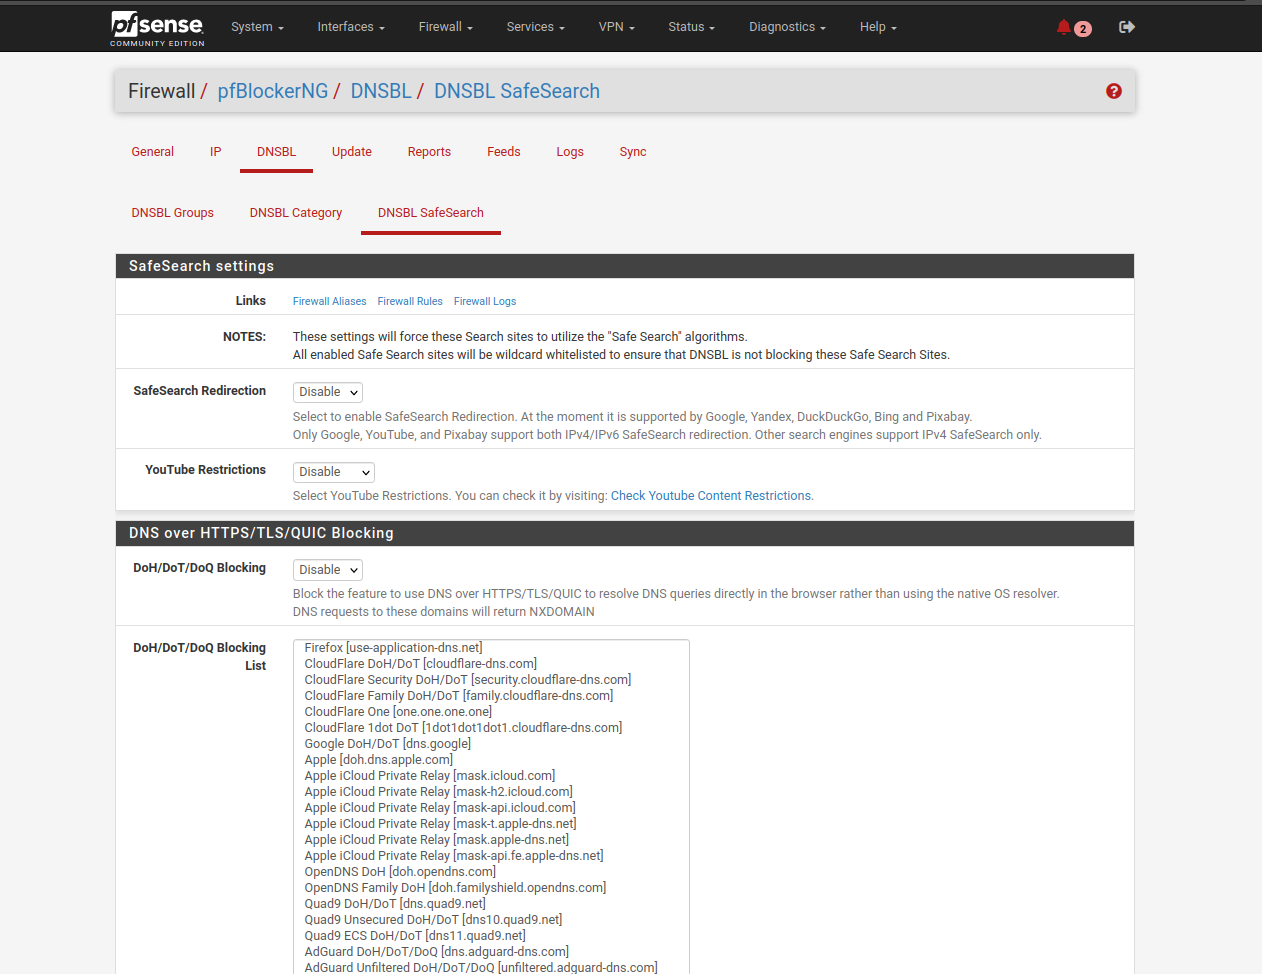 pfsense
COMMUNITY EDITION
System
Interfaces
Firewall
Services
VPN
Status
Diagnostics
Help
2
Firewall / pfBlockerNG / DNSBL / DNSBL SafeSearch
?
General
IP
DNSBL
Update
Reports
Feeds
Logs
Sync
DNSBL Groups
DNSBL Category
DNSBL SafeSearch
SafeSearch settings
Links
Firewall Aliases Firewall Rules Firewall Logs
NOTES:
These settings will force these Search sites to utilize the "Safe Search" algorithms.
All enabled Safe Search sites will be wildcard whitelisted to ensure that DNSBL is not blocking these Safe Search Sites.
SafeSearch Redirection
Disable
Select to enable SafeSearch Redirection. At the moment it is supported by Google, Yandex, DuckDuckGo, Bing and Pixabay.
Only Google, YouTube, and Pixabay support both IPv4/IPv6 SafeSearch redirection. Other search engines support IPv4 SafeSearch only.
YouTube Restrictions
Disable
Select YouTube Restrictions. You can check it by visiting: Check Youtube Content Restrictions.
DNS over HTTPS/TLS/QUIC Blocking
DoH/DoT/DoQ Blocking
Disable
Block the feature to use DNS over HTTPS/TLS/QUIC to resolve DNS queries directly in the browser rather than using the native OS resolver.
DNS requests to these domains will return NXDOMAIN
DoH/DoT/DoQ Blocking
List
Firefox [use-application-dns.net]
CloudFlare DoH/DoT [cloudflare-dns.com]
CloudFlare Security DoH/DoT [security.cloudflare-dns.com]
CloudFlare Family DoH/DoT [family.cloudflare-dns.com]
CloudFlare One [one.one.one.one]
CloudFlare 1dot DoT [1dot1dot1dot1.cloudflare-dns.com]
Google DoH/DoT [dns.google]
Apple [doh.dns.apple.com]
Apple iCloud Private Relay [mask.icloud.com]
Apple iCloud Private Relay [mask-h2.icloud.com]
Apple iCloud Private Relay [mask-api.icloud.com]
Apple iCloud Private Relay [mask-t.apple-dns.net]
Apple iCloud Private Relay [mask.apple-dns.net]
Apple iCloud Private Relay [mask-api.fe.apple-dns.net]
OpenDNS DoH [doh.opendns.com]
OpenDNS Family DoH [doh.familyshield.opendns.com]
Quad9 DoH/DoT [dns.quad9.net]
Quad9 Unsecured DoH/DoT [dns10.quad9.net]
Quad9 ECS DoH/DoT [dns11.quad9.net]
AdGuard DoH/DoT/DoQ [dns.adguard-dns.com]
AdGuard Unfiltered DoH/DoT/DoQ [unfiltered.adguard-dns.com]